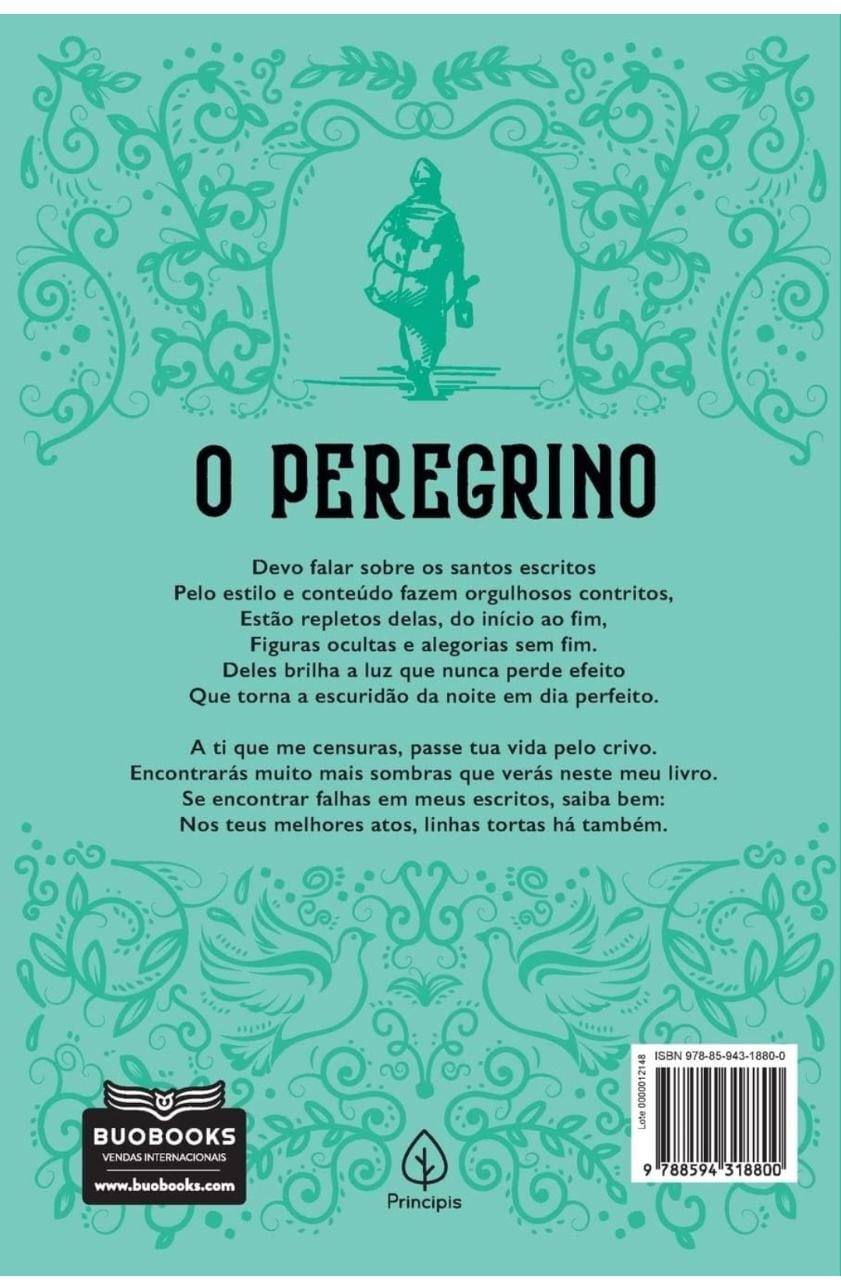 O PEREGRINO
Devo falar sobre os santos escritos
Pelo estilo e conteúdo fazem orgulhosos contritos,
Estão repletos delas, do início ao fim,
Figuras ocultas e alegorias sem fim.
Deles brilha a luz que nunca perde efeito
Que torna a escuridão da noite em dia perfeito.
A ti que me censuras, passe tua vida pelo crivo.
Encontrarás muito mais sombras que verás neste meu livro.
Se encontrar falhas em meus escritos, saiba bem:
Nos teus melhores atos, linhas tortas há também.
BUOBOOKS
VENDAS INTERNACIONAIS
www.buobooks.com
Principis
Lote 0000012148
ISBN 978-85-943-1880-0
9 788594 318800